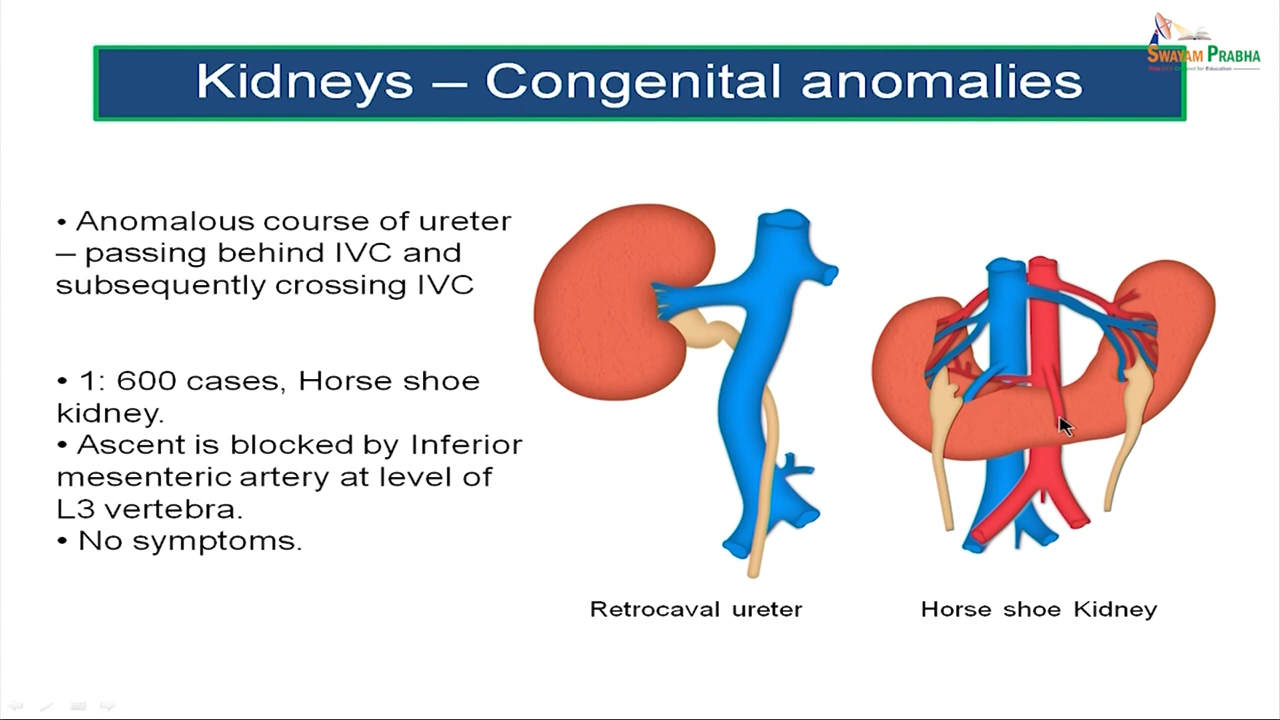 SWAYAM PRABHA
Kidneys – Congenital anomalies
• Anomalous course of ureter
– passing behind IVC and
subsequently crossing IVC
• 1: 600 cases, Horse shoe
kidney.
• Ascent is blocked by Inferior
mesenteric artery at level of
L3 vertebra.
• No symptoms.
Retrocaval ureter
Horse shoe Kidney